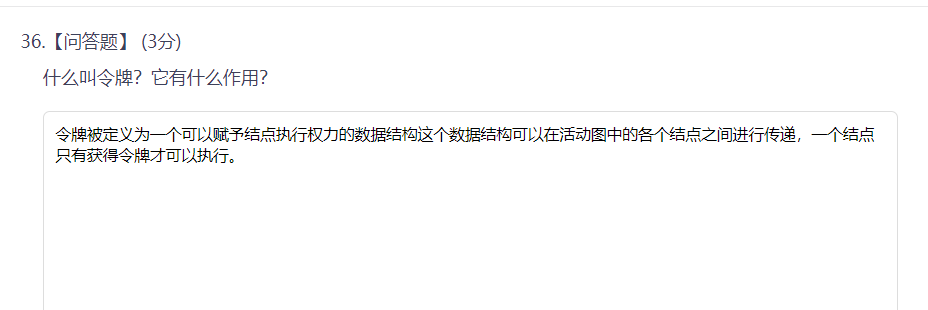 36.【问答题】 (3分)
什么叫令牌？它有什么作用？
令牌被定义为一个可以赋予结点执行权力的数据结构这个数据结构可以在活动图中的各个结点之间进行传递，一个结点
只有获得令牌才可以执行。